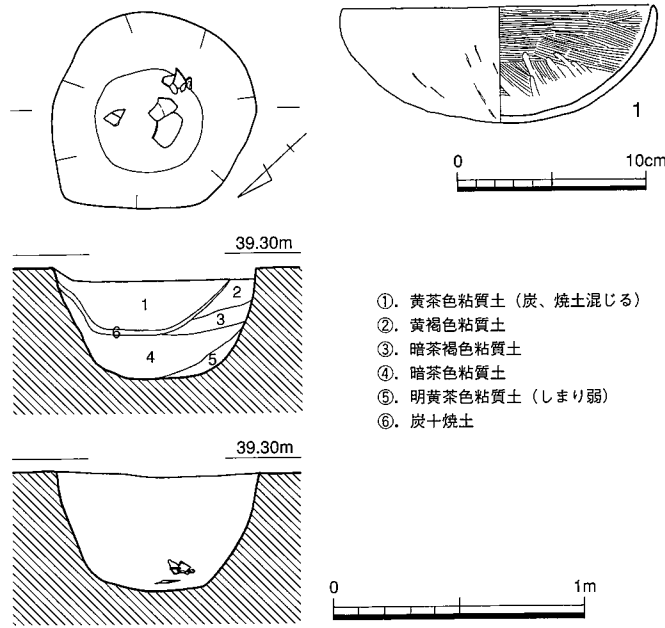 1
0 10cm
39.30m
1
2
3
6
4
5
①. 黄茶色粘質土（炭、焼土混じる）
②. 黄褐色粘質土
③. 暗茶褐色粘質土
④. 暗茶色粘質土
⑤. 明黄茶色粘質土（しまり弱）
⑥. 炭十焼土
39.30m
0 1m